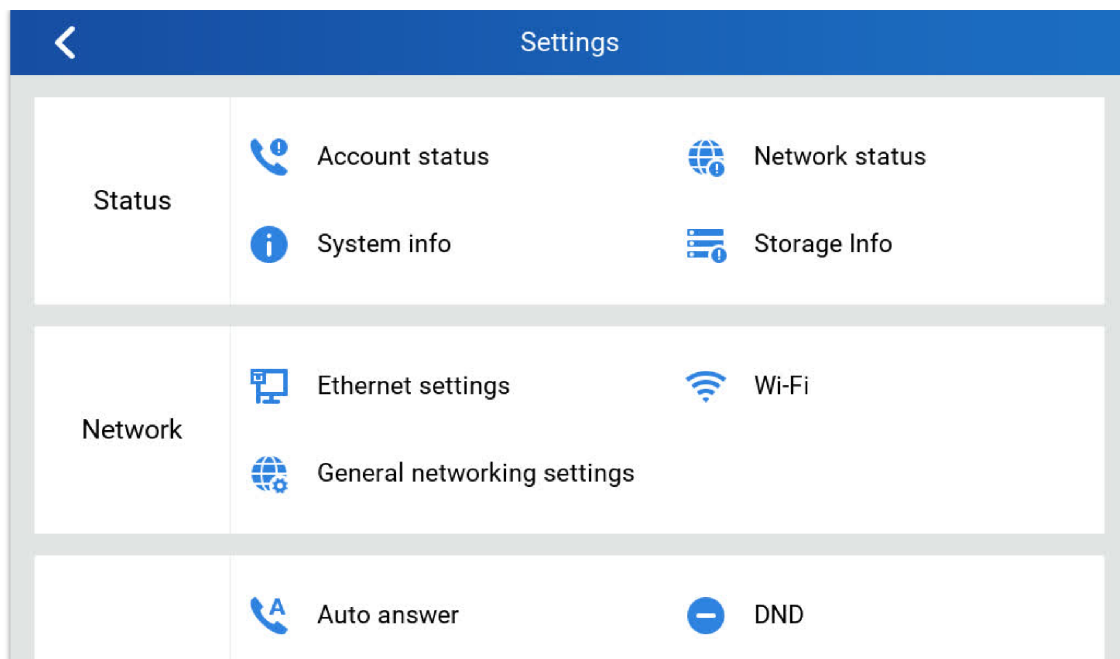 Settings
Status
Account status
Network status
System info
Storage Info
Network
Ethernet settings
Wi-Fi
General networking settings
Auto answer
DND